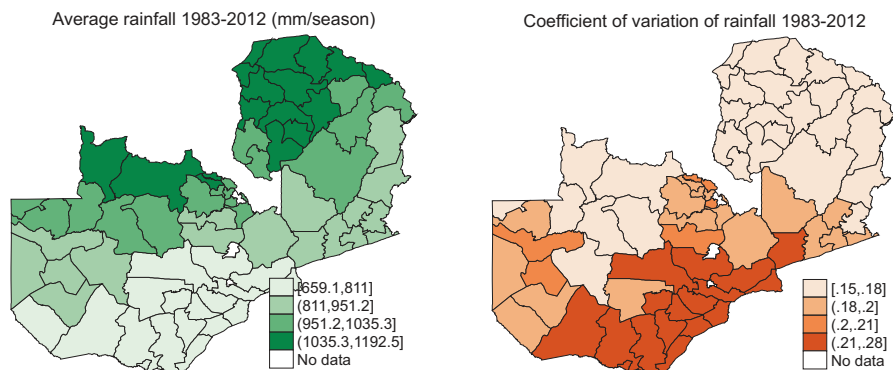 Average rainfall 1983-2012 (mm/season)
[659.1,811]
(811,951.2]
(951.2,1035.3]
(1035.3,1192.5]
No data
Coefficient of variation of rainfall 1983-2012
[.15,.18]
(.18,.2]
(.2,.21]
(.21,.28]
No data